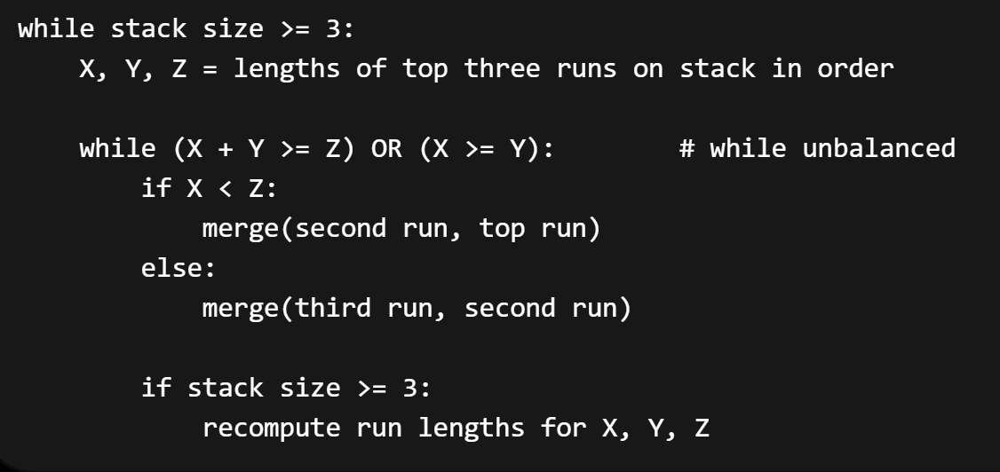 while stack size >= 3:
    X, Y, Z = lengths of top three runs on stack in order

    while (X + Y >= Z) OR (X >= Y):        # while unbalanced
        if X < Z:
            merge(second run, top run)
        else:
            merge(third run, second run)

        if stack size >= 3:
            recompute run lengths for X, Y, Z